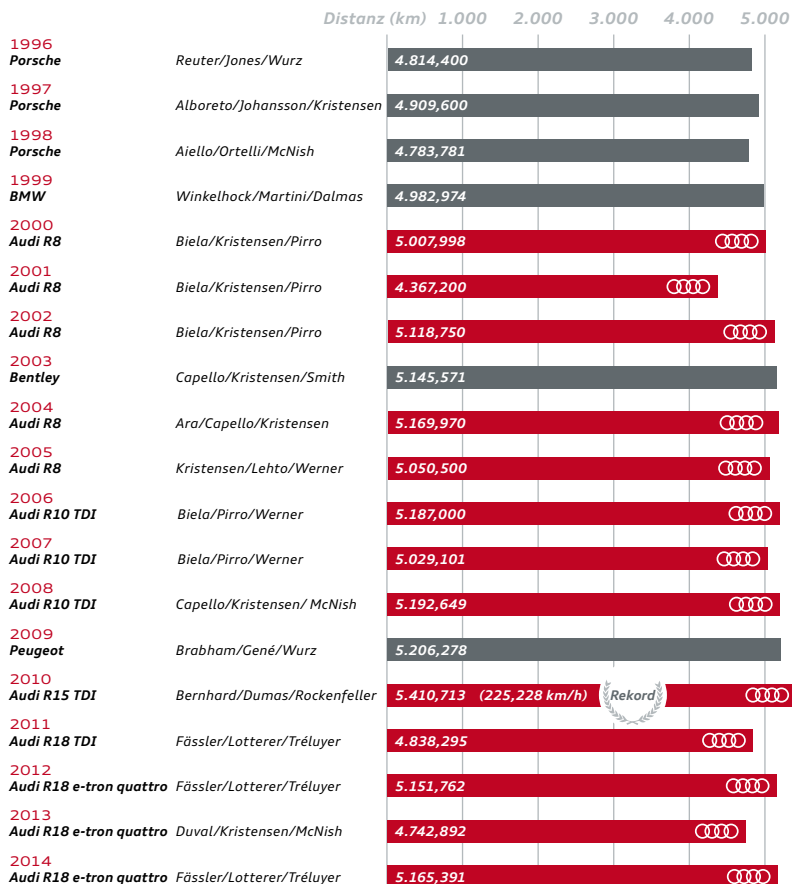 Distanz (km) 1.000 2.000 3.000 4.000 5.000
1996
Porsche Reuter/Jones/Wurz 4.814,400
1997
Porsche Alboreto/Johansson/Kristensen 4.909,600
1998
Porsche Aiello/Ortelli/McNish 4.783,781
1999
BMW Winkelhock/Martini/Dalmas 4.982,974
2000
Audi R8 Biela/Kristensen/Pirro 5.007,998
2001
Audi R8 Biela/Kristensen/Pirro 4.367,200
2002
Audi R8 Biela/Kristensen/Pirro 5.118,750
2003
Bentley Capello/Kristensen/Smith 5.145,571
2004
Audi R8 Ara/Capello/Kristensen 5.169,970
2005
Audi R8 Kristensen/Lehto/Werner 5.050,500
2006
Audi R10 TDI Biela/Pirro/Werner 5.187,000
2007
Audi R10 TDI Biela/Pirro/Werner 5.029,101
2008
Audi R10 TDI Capello/Kristensen/ McNish 5.192,649
2009
Peugeot Brabham/Gené/Wurz 5.206,278
2010
Audi R15 TDI Bernhard/Dumas/Rockenfeller 5.410,713 (225,228 km/h) Rekord
2011
Audi R18 TDI Fässler/Lotterer/Tréluyer 4.838,295
2012
Audi R18 e-tron quattro Fässler/Lotterer/Tréluyer 5.151,762
2013
Audi R18 e-tron quattro Duval/Kristensen/McNish 4.742,892
2014
Audi R18 e-tron quattro Fässler/Lotterer/Tréluyer 5.165,391